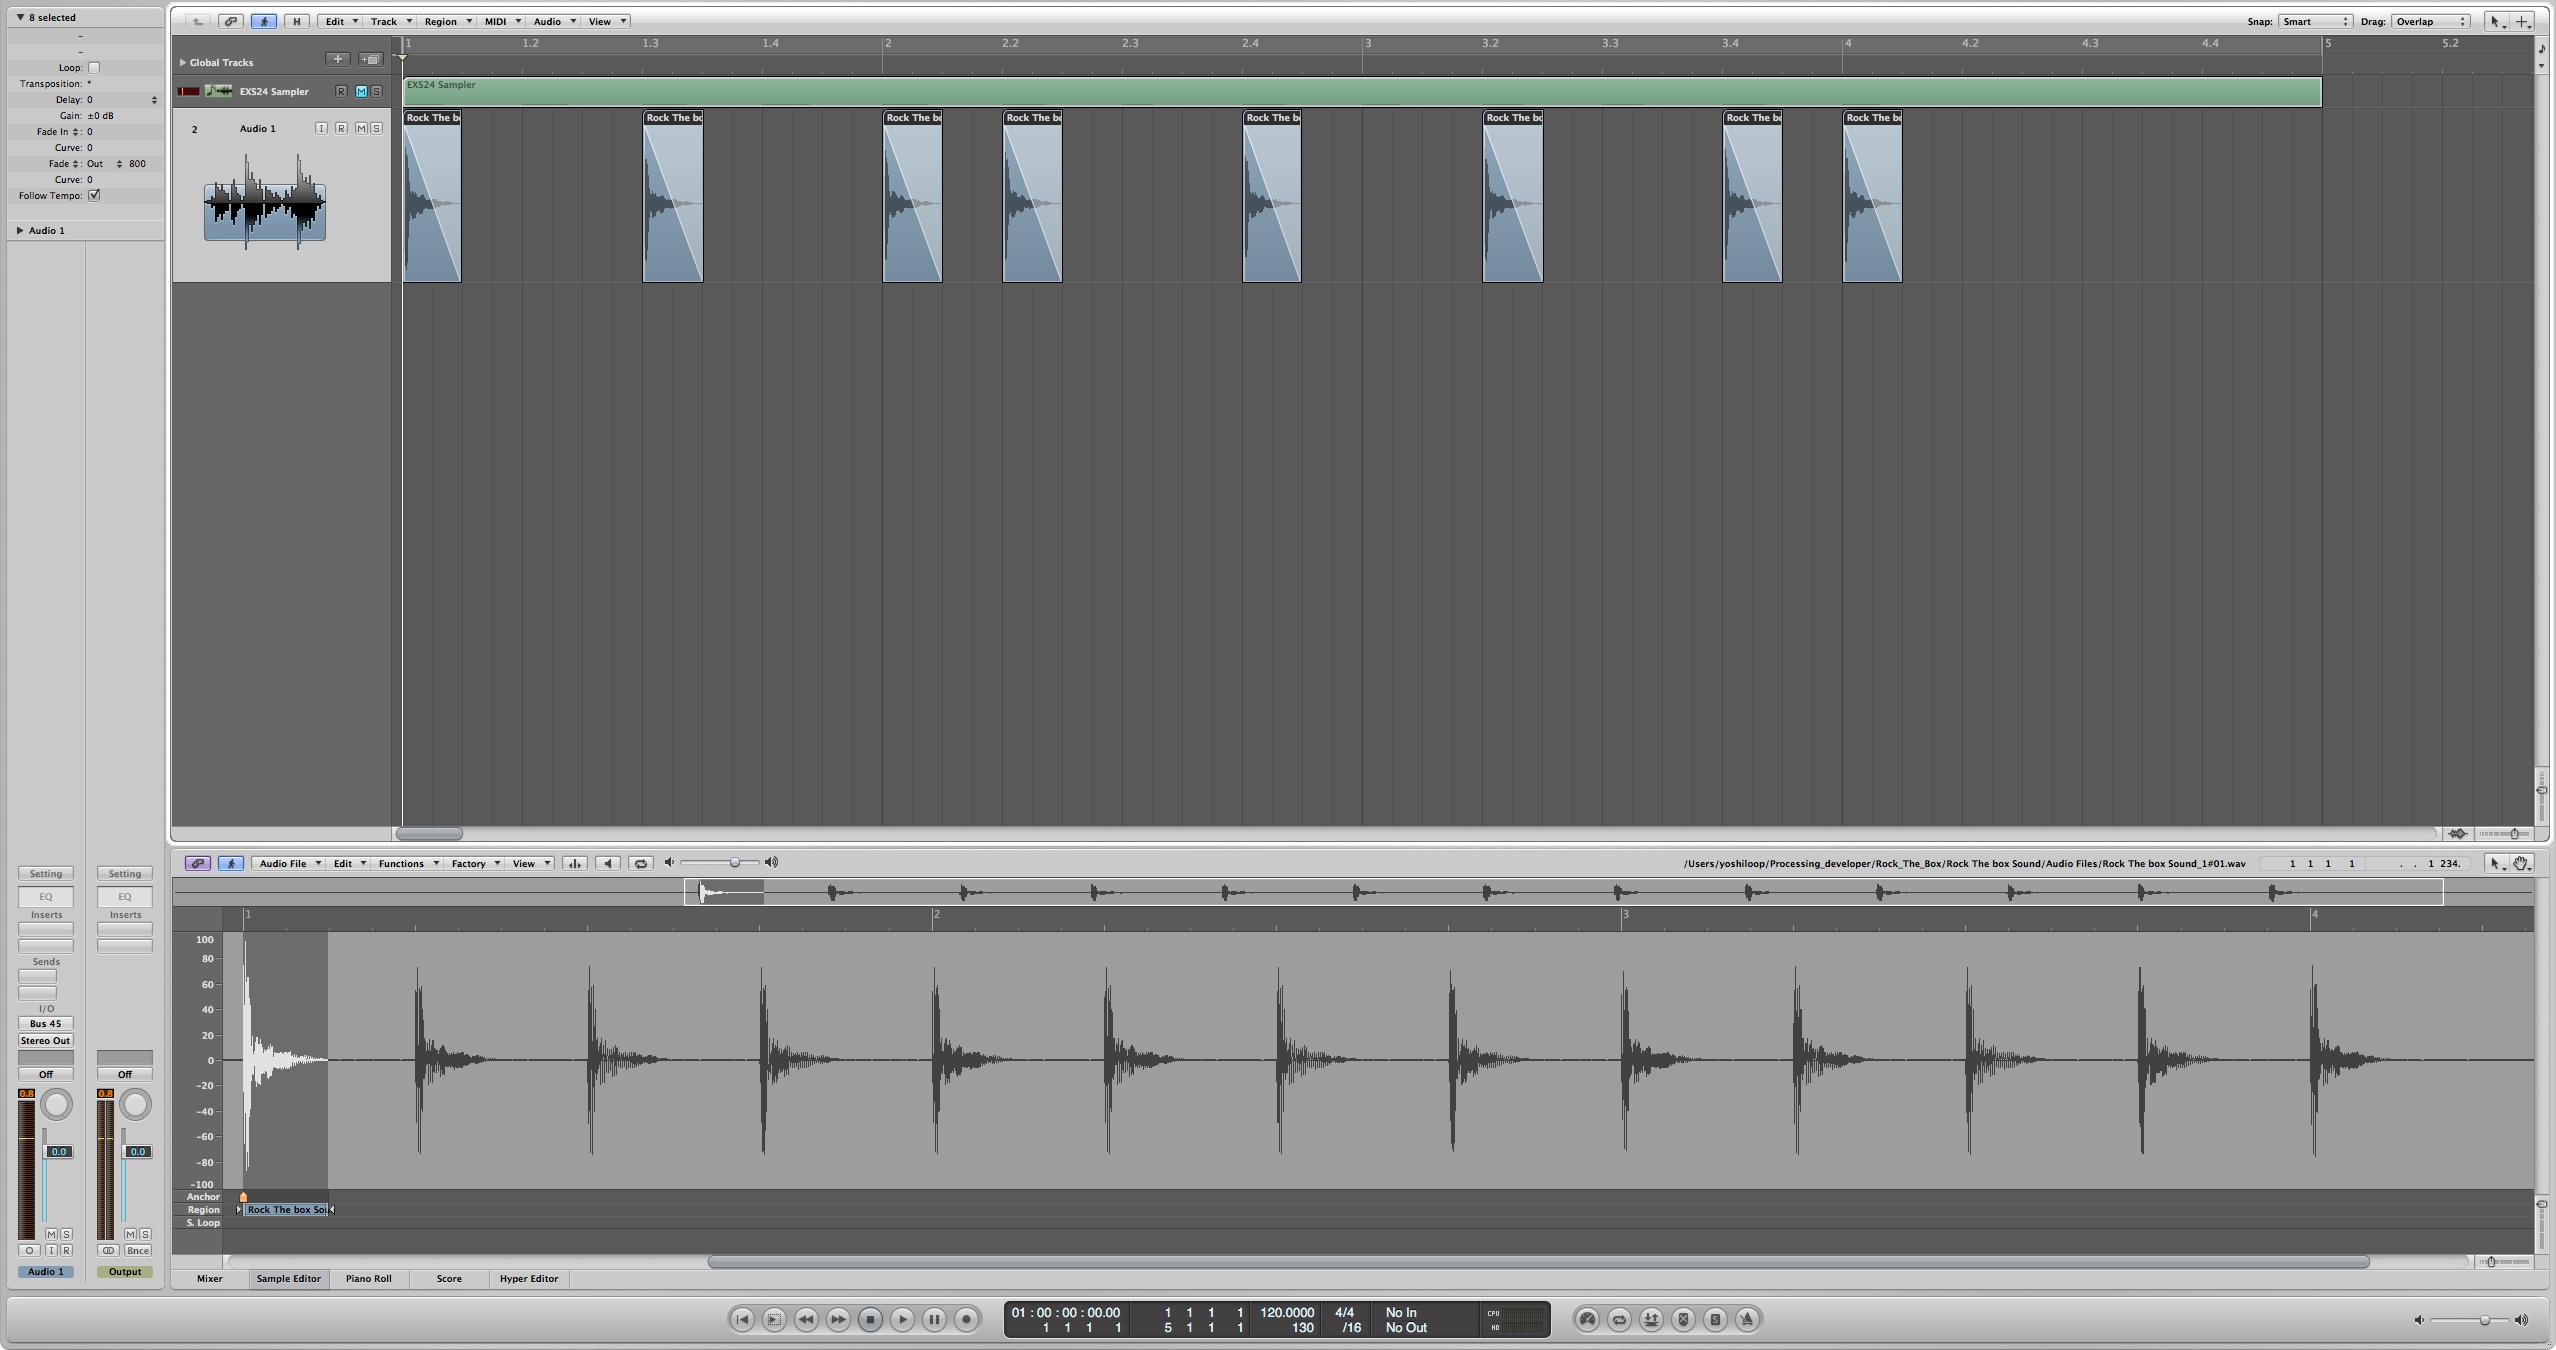 8 selected
-
-
Loop:
Transposition: *
Delay: 0
Gain: ±0 dB
Fade In : 0
Curve: 0
Fade : Out 800
Curve: 0
Follow Tempo:
Audio 1
H Edit Track Region MIDI Audio View
Snap: Smart Drag: Overlap
Global Tracks
1 1.2 1.3 1.4 2 2.2 2.3 2.4 3 3.2 3.3 3.4 4 4.2 4.3 4.4 5 5.2
EXS24 Sampler R M S
EXS24 Sampler
2 Audio 1 I R M S
Rock The b Rock The bo Rock The bo Rock The bo Rock The bo Rock The bo Rock The bo Rock The bo
Audio File Edit Functions Factory View
/Users/yoshiloop/Processing_developer/Rock_The_Box/Rock The box Sound/Audio Files/Rock The box Sound_1#01.wav
1 1 1 1 . . 1 234.
1 2 3 4
100
80
60
40
20
0
-20
-40
-60
-80
-100
Anchor
Region Rock The box Sou
S. Loop
Setting Setting
EQ EQ
Inserts Inserts
Sends
I/O
Bus 45
Stereo Out
Off Off
0.8 0.8
0.0 0.0
M S M S
O I R Bnce
Audio 1 Output
Mixer Sample Editor Piano Roll Score Hyper Editor
01 : 00 : 00 : 00.00 1 1 1 1 120.0000 4/4 No In CPU
1 1 1 1 5 1 1 1 130 /16 No Out HD
S